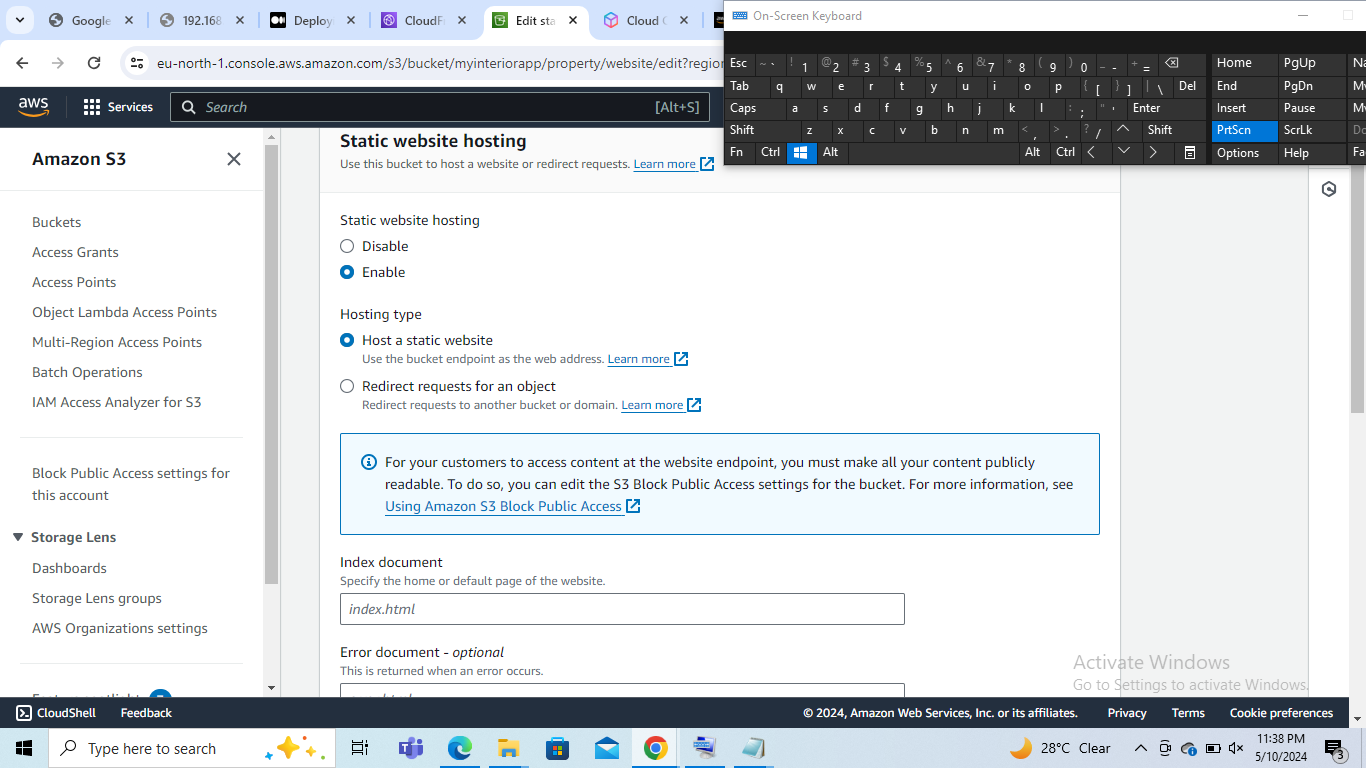 Google
192.168
Deploy
CloudF
Edit sta
Cloud
On-Screen Keyboard
eu-north-1.console.aws.amazon.com/s3/bucket/myinteriorapp/property/website/edit?region
Esc ~ ` ! 1 @ 2 # 3 $ 4 % 5 ^ 6 & 7 * 8 ( 9 ) 0 _ - + = Home PgUp
Tab q w e r t y u i o p { [ } ] | \ Del End PgDn
Caps a s d f g h j k l : ; " ' Enter Insert Pause
Shift z x c v b n m < , > . ? / Shift PrtScn ScrLk
Fn Ctrl Alt Alt Ctrl Options Help
aws
Services
Search
[Alt+S]
Amazon S3
Buckets
Access Grants
Access Points
Object Lambda Access Points
Multi-Region Access Points
Batch Operations
IAM Access Analyzer for S3
Block Public Access settings for
this account
Storage Lens
Dashboards
Storage Lens groups
AWS Organizations settings
Static website hosting
Use this bucket to host a website or redirect requests. Learn more
Static website hosting
Disable
Enable
Hosting type
Host a static website
Use the bucket endpoint as the web address. Learn more
Redirect requests for an object
Redirect requests to another bucket or domain. Learn more
For your customers to access content at the website endpoint, you must make all your content publicly
readable. To do so, you can edit the S3 Block Public Access settings for the bucket. For more information, see
Using Amazon S3 Block Public Access
Index document
Specify the home or default page of the website.
index.html
Error document - optional
This is returned when an error occurs.
Activate Windows
Go to Settings to activate Windows.
CloudShell
Feedback
© 2024, Amazon Web Services, Inc. or its affiliates.
Privacy
Terms
Cookie preferences
Type here to search
28°C Clear
11:38 PM
5/10/2024
3